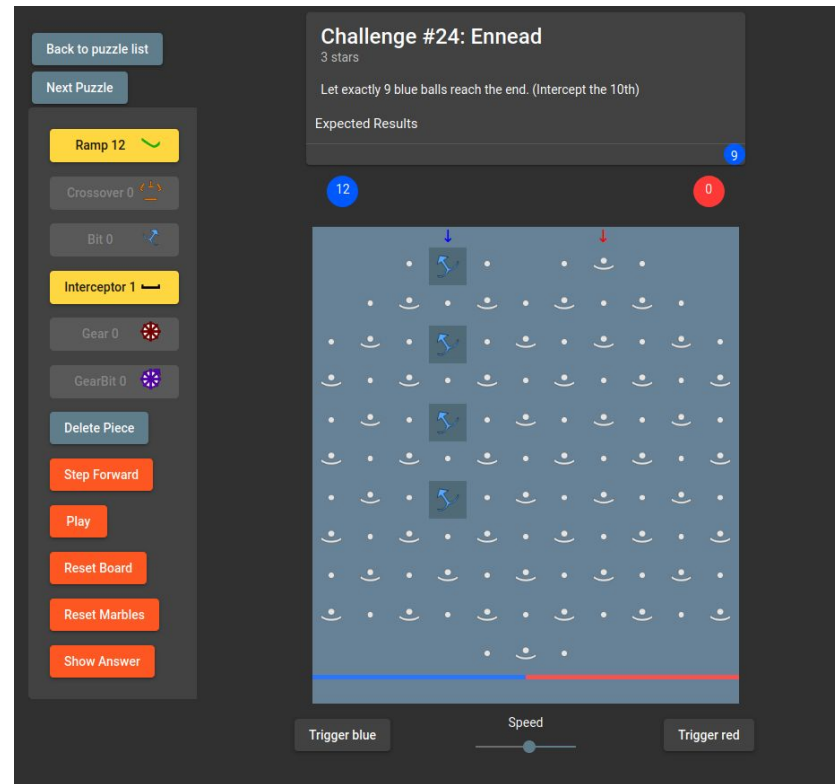 Back to puzzle list
Next Puzzle
Challenge #24: Ennead
3 stars
Let exactly 9 blue balls reach the end. (Intercept the 10th)
Expected Results
9
12
0
Ramp 12
Crossover 0
Bit 0
Interceptor 1
Gear 0
GearBit 0
Delete Piece
Step Forward
Play
Reset Board
Reset Marbles
Show Answer
Trigger blue
Speed
Trigger red